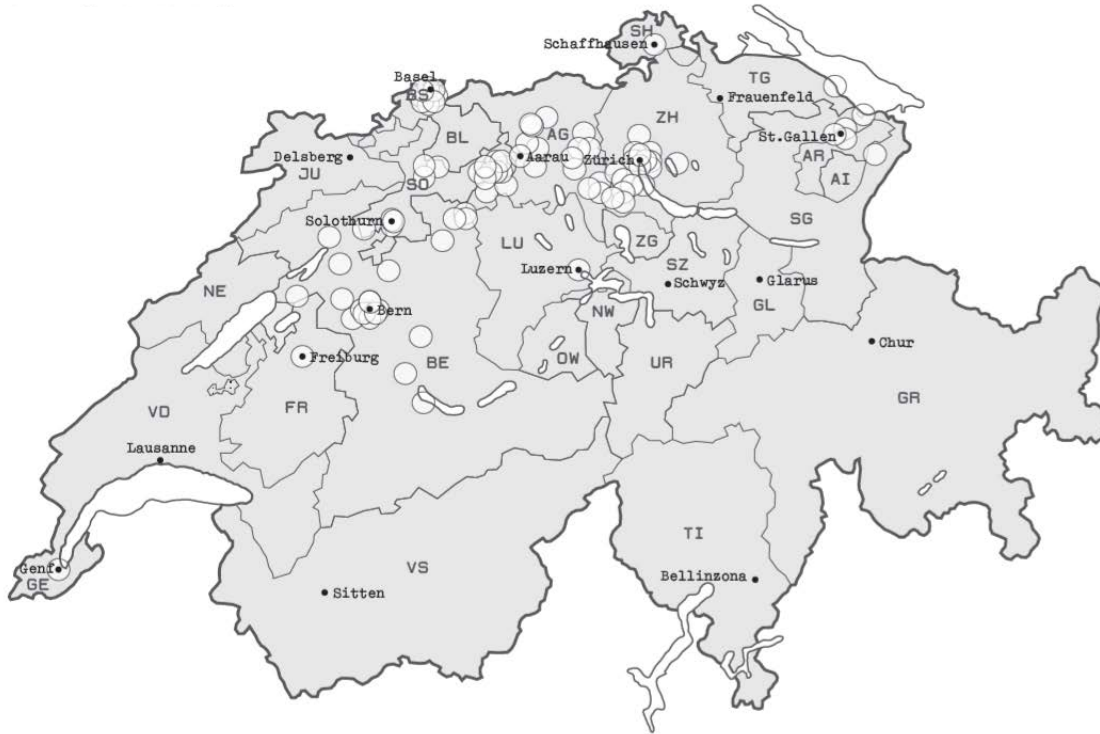 SH
Schaffhausen
Basel
BS
TG
Frauenfeld
BL
AG
ZH
St.Gallen
Delsberg
JU
Aarau
Zürich
AR
AI
SO
Solothurn
SG
LU
ZG
Luzern
SZ
Schwyz
Glarus
NE
NW
GL
Bern
Chur
Freiburg
BE
OW
UR
GR
VD
FR
Lausanne
TI
Genf
GE
VS
Bellinzona
Sitten